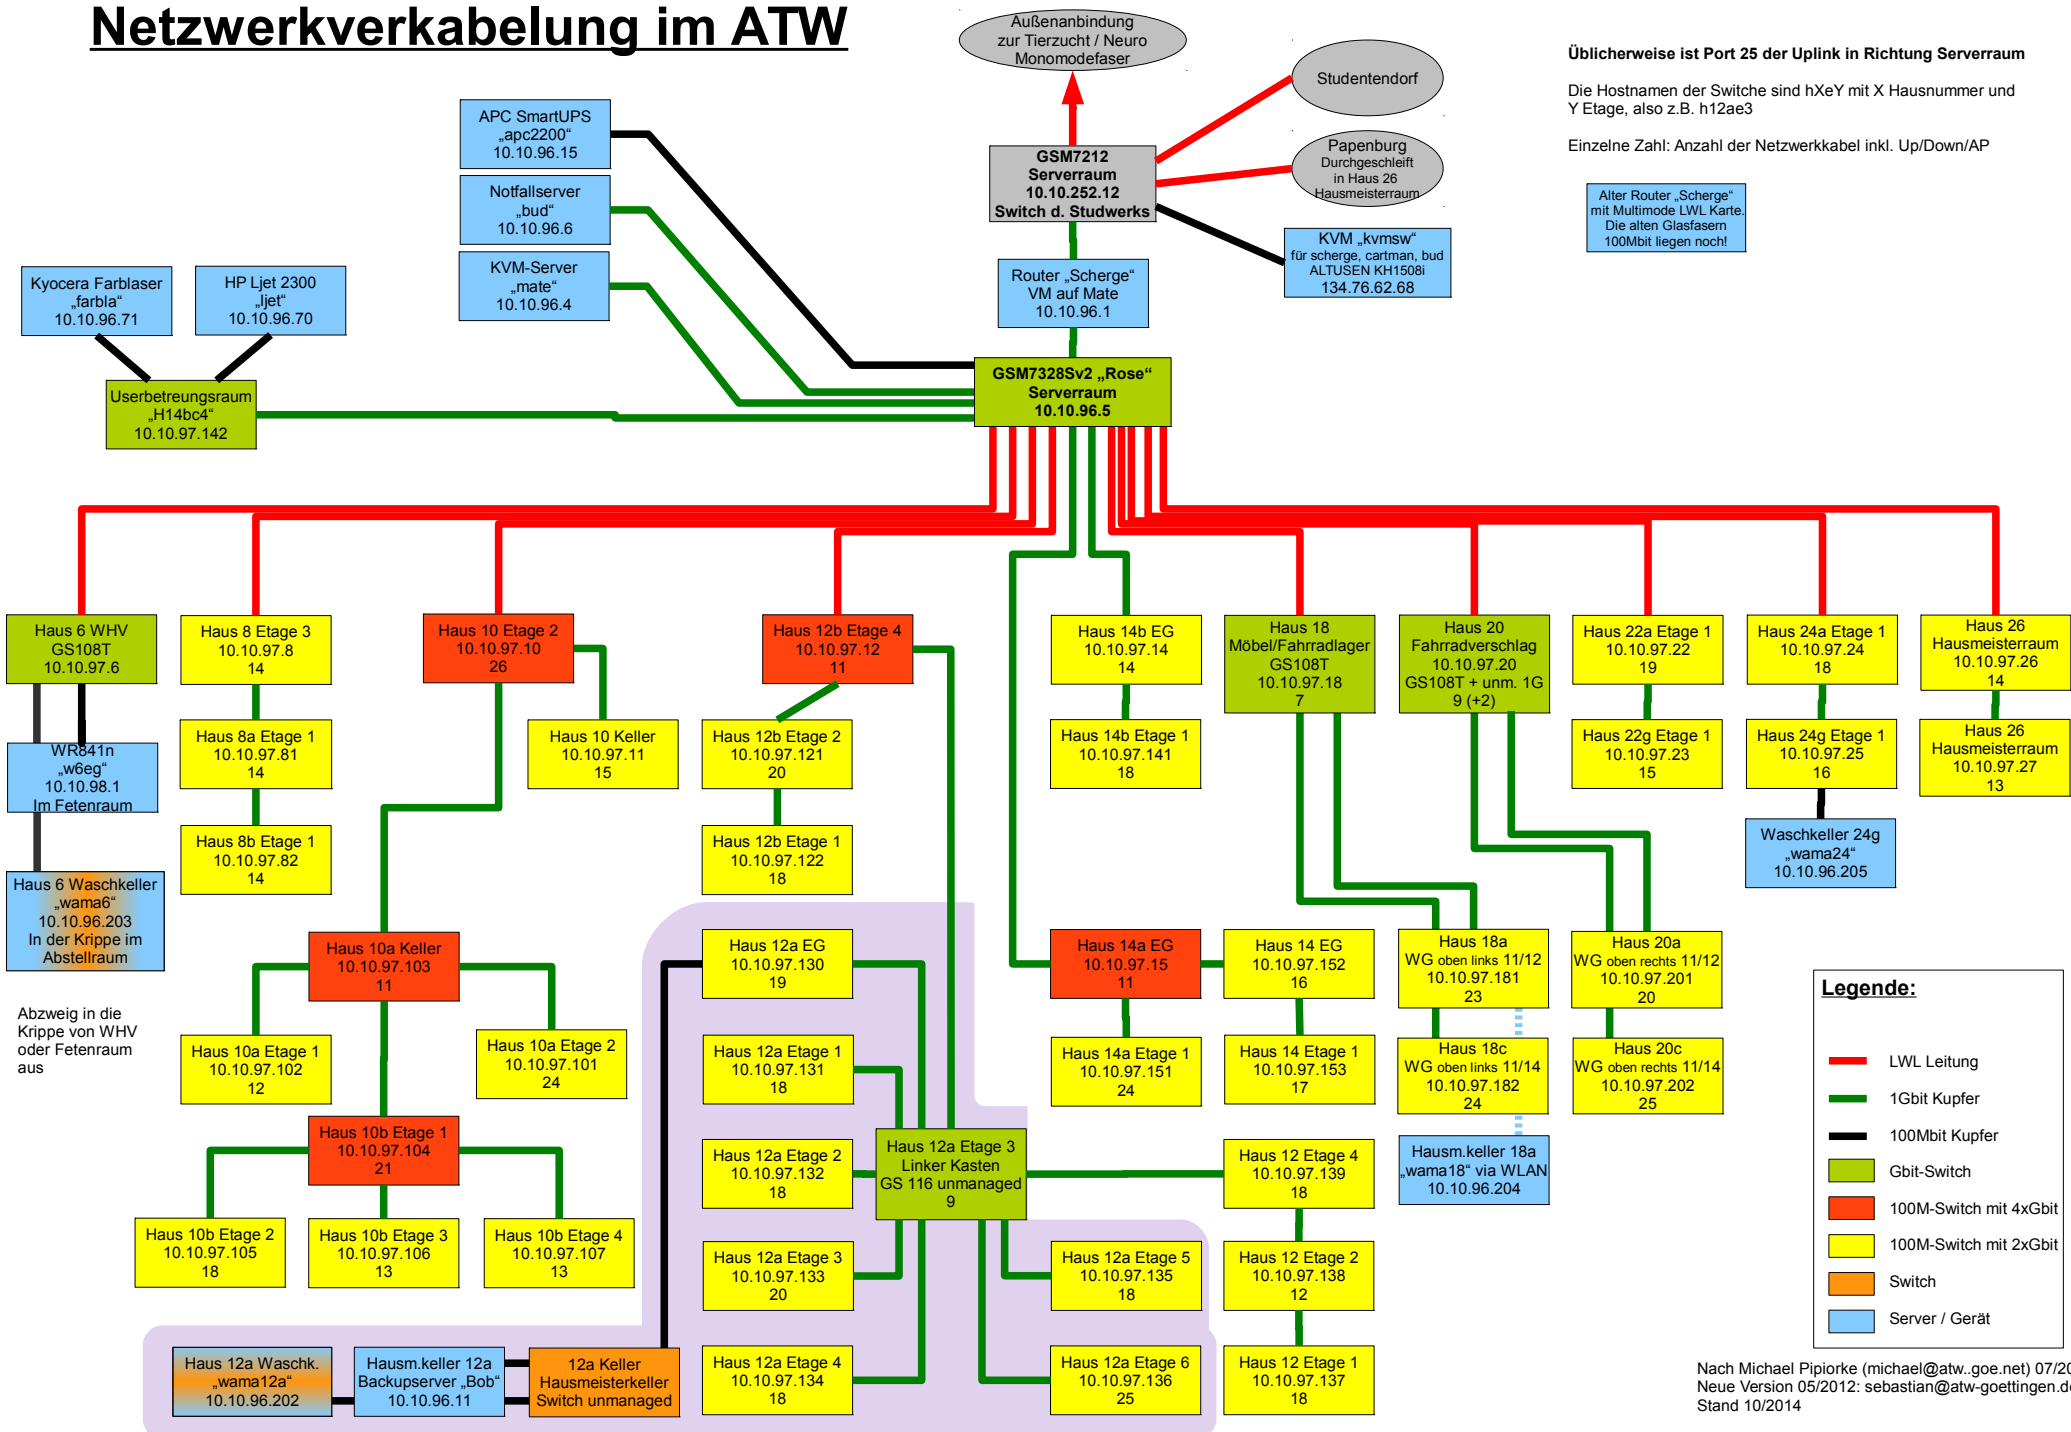 Netzwerkverkabelung im ATW
Außenanbindung
zur Tierzucht / Neuro
Monomodefaser
Studentendorf
Papenburg
Durchgeschleift
in Haus 26
Hausmeisterraum
Üblicherweise ist Port 25 der Uplink in Richtung Serverraum
Die Hostnamen der Switche sind hXeY mit X Hausnummer und
Y Etage, also z.B. h12ae3
Einzelne Zahl: Anzahl der Netzwerkkabel inkl. Up/Down/AP
Alter Router „Scherge“
mit Multimode LWL Karte.
Die alten Glasfasern
100Mbit liegen noch!
APC SmartUPS
„apc2200“
10.10.96.15
Notfallserver
„bud“
10.10.96.6
KVM-Server
„mate“
10.10.96.4
GSM7212
Serverraum
10.10.252.12
Switch d. Studwerks
KVM „kvmsw“
für scherge, cartman, bud
ALTUSEN KH1508i
134.76.62.68
Router „Scherge“
VM auf Mate
10.10.96.1
Kyocera Farblaser
„farbla“
10.10.96.71
HP Ljet 2300
„ljet“
10.10.96.70
Userbetreungsraum
„H14bc4“
10.10.97.142
GSM7328Sv2 „Rose“
Serverraum
10.10.96.5
Haus 6 WHV
GS108T
10.10.97.6
Haus 8 Etage 3
10.10.97.8
14
Haus 10 Etage 2
10.10.97.10
26
Haus 12b Etage 4
10.10.97.12
11
Haus 14b EG
10.10.97.14
14
Haus 18
Möbel/Fahrradlager
GS108T
10.10.97.18
7
Haus 20
Fahrradverschlag
10.10.97.20
GS108T + unm. 1G
9 (+2)
Haus 22a Etage 1
10.10.97.22
19
Haus 24a Etage 1
10.10.97.24
18
Haus 26
Hausmeisterraum
10.10.97.26
14
WR841n
„w6eg“
10.10.98.1
Im Fetenraum
Haus 8a Etage 1
10.10.97.81
14
Haus 10 Keller
10.10.97.11
15
Haus 12b Etage 2
10.10.97.121
20
Haus 14b Etage 1
10.10.97.141
18
Haus 22g Etage 1
10.10.97.23
15
Haus 24g Etage 1
10.10.97.25
16
Haus 26
Hausmeisterraum
10.10.97.27
13
Haus 8b Etage 1
10.10.97.82
14
Haus 12b Etage 1
10.10.97.122
18
Waschkeller 24g
„wama24“
10.10.96.205
Haus 6 Waschkeller
„wama6“
10.10.96.203
In der Krippe im
Abstellraum
Abzweig in die
Krippe von WHV
oder Fetenraum
aus
Haus 10a Keller
10.10.97.103
11
Haus 12a EG
10.10.97.130
19
Haus 14a EG
10.10.97.15
11
Haus 14 EG
10.10.97.152
16
Haus 18a
WG oben links 11/12
10.10.97.181
23
Haus 20a
WG oben rechts 11/12
10.10.97.201
20
Haus 10a Etage 1
10.10.97.102
12
Haus 10a Etage 2
10.10.97.101
24
Haus 12a Etage 1
10.10.97.131
18
Haus 14a Etage 1
10.10.97.151
24
Haus 14 Etage 1
10.10.97.153
17
Haus 18c
WG oben links 11/14
10.10.97.182
24
Haus 20c
WG oben rechts 11/14
10.10.97.202
25
Haus 10b Etage 1
10.10.97.104
21
Haus 12a Etage 2
10.10.97.132
18
Haus 12a Etage 3
Linker Kasten
GS 116 unmanaged
9
Haus 12 Etage 4
10.10.97.139
18
Hausm.keller 18a
„wama18“ via WLAN
10.10.96.204
Haus 10b Etage 2
10.10.97.105
18
Haus 10b Etage 3
10.10.97.106
13
Haus 10b Etage 4
10.10.97.107
13
Haus 12a Etage 3
10.10.97.133
20
Haus 12a Etage 5
10.10.97.135
18
Haus 12 Etage 2
10.10.97.138
12
Haus 12a Waschk.
„wama12a“
10.10.96.202
Hausm.keller 12a
Backupserver „Bob“
10.10.96.11
12a Keller
Hausmeisterkeller
Switch unmanaged
Haus 12a Etage 4
10.10.97.134
18
Haus 12a Etage 6
10.10.97.136
25
Haus 12 Etage 1
10.10.97.137
18
Legende:
LWL Leitung
1Gbit Kupfer
100Mbit Kupfer
Gbit-Switch
100M-Switch mit 4xGbit
100M-Switch mit 2xGbit
Switch
Server / Gerät
Nach Michael Pipiorke (michael@atw..goe.net) 07/20
Neue Version 05/2012: sebastian@atw-goettingen.d
Stand 10/2014